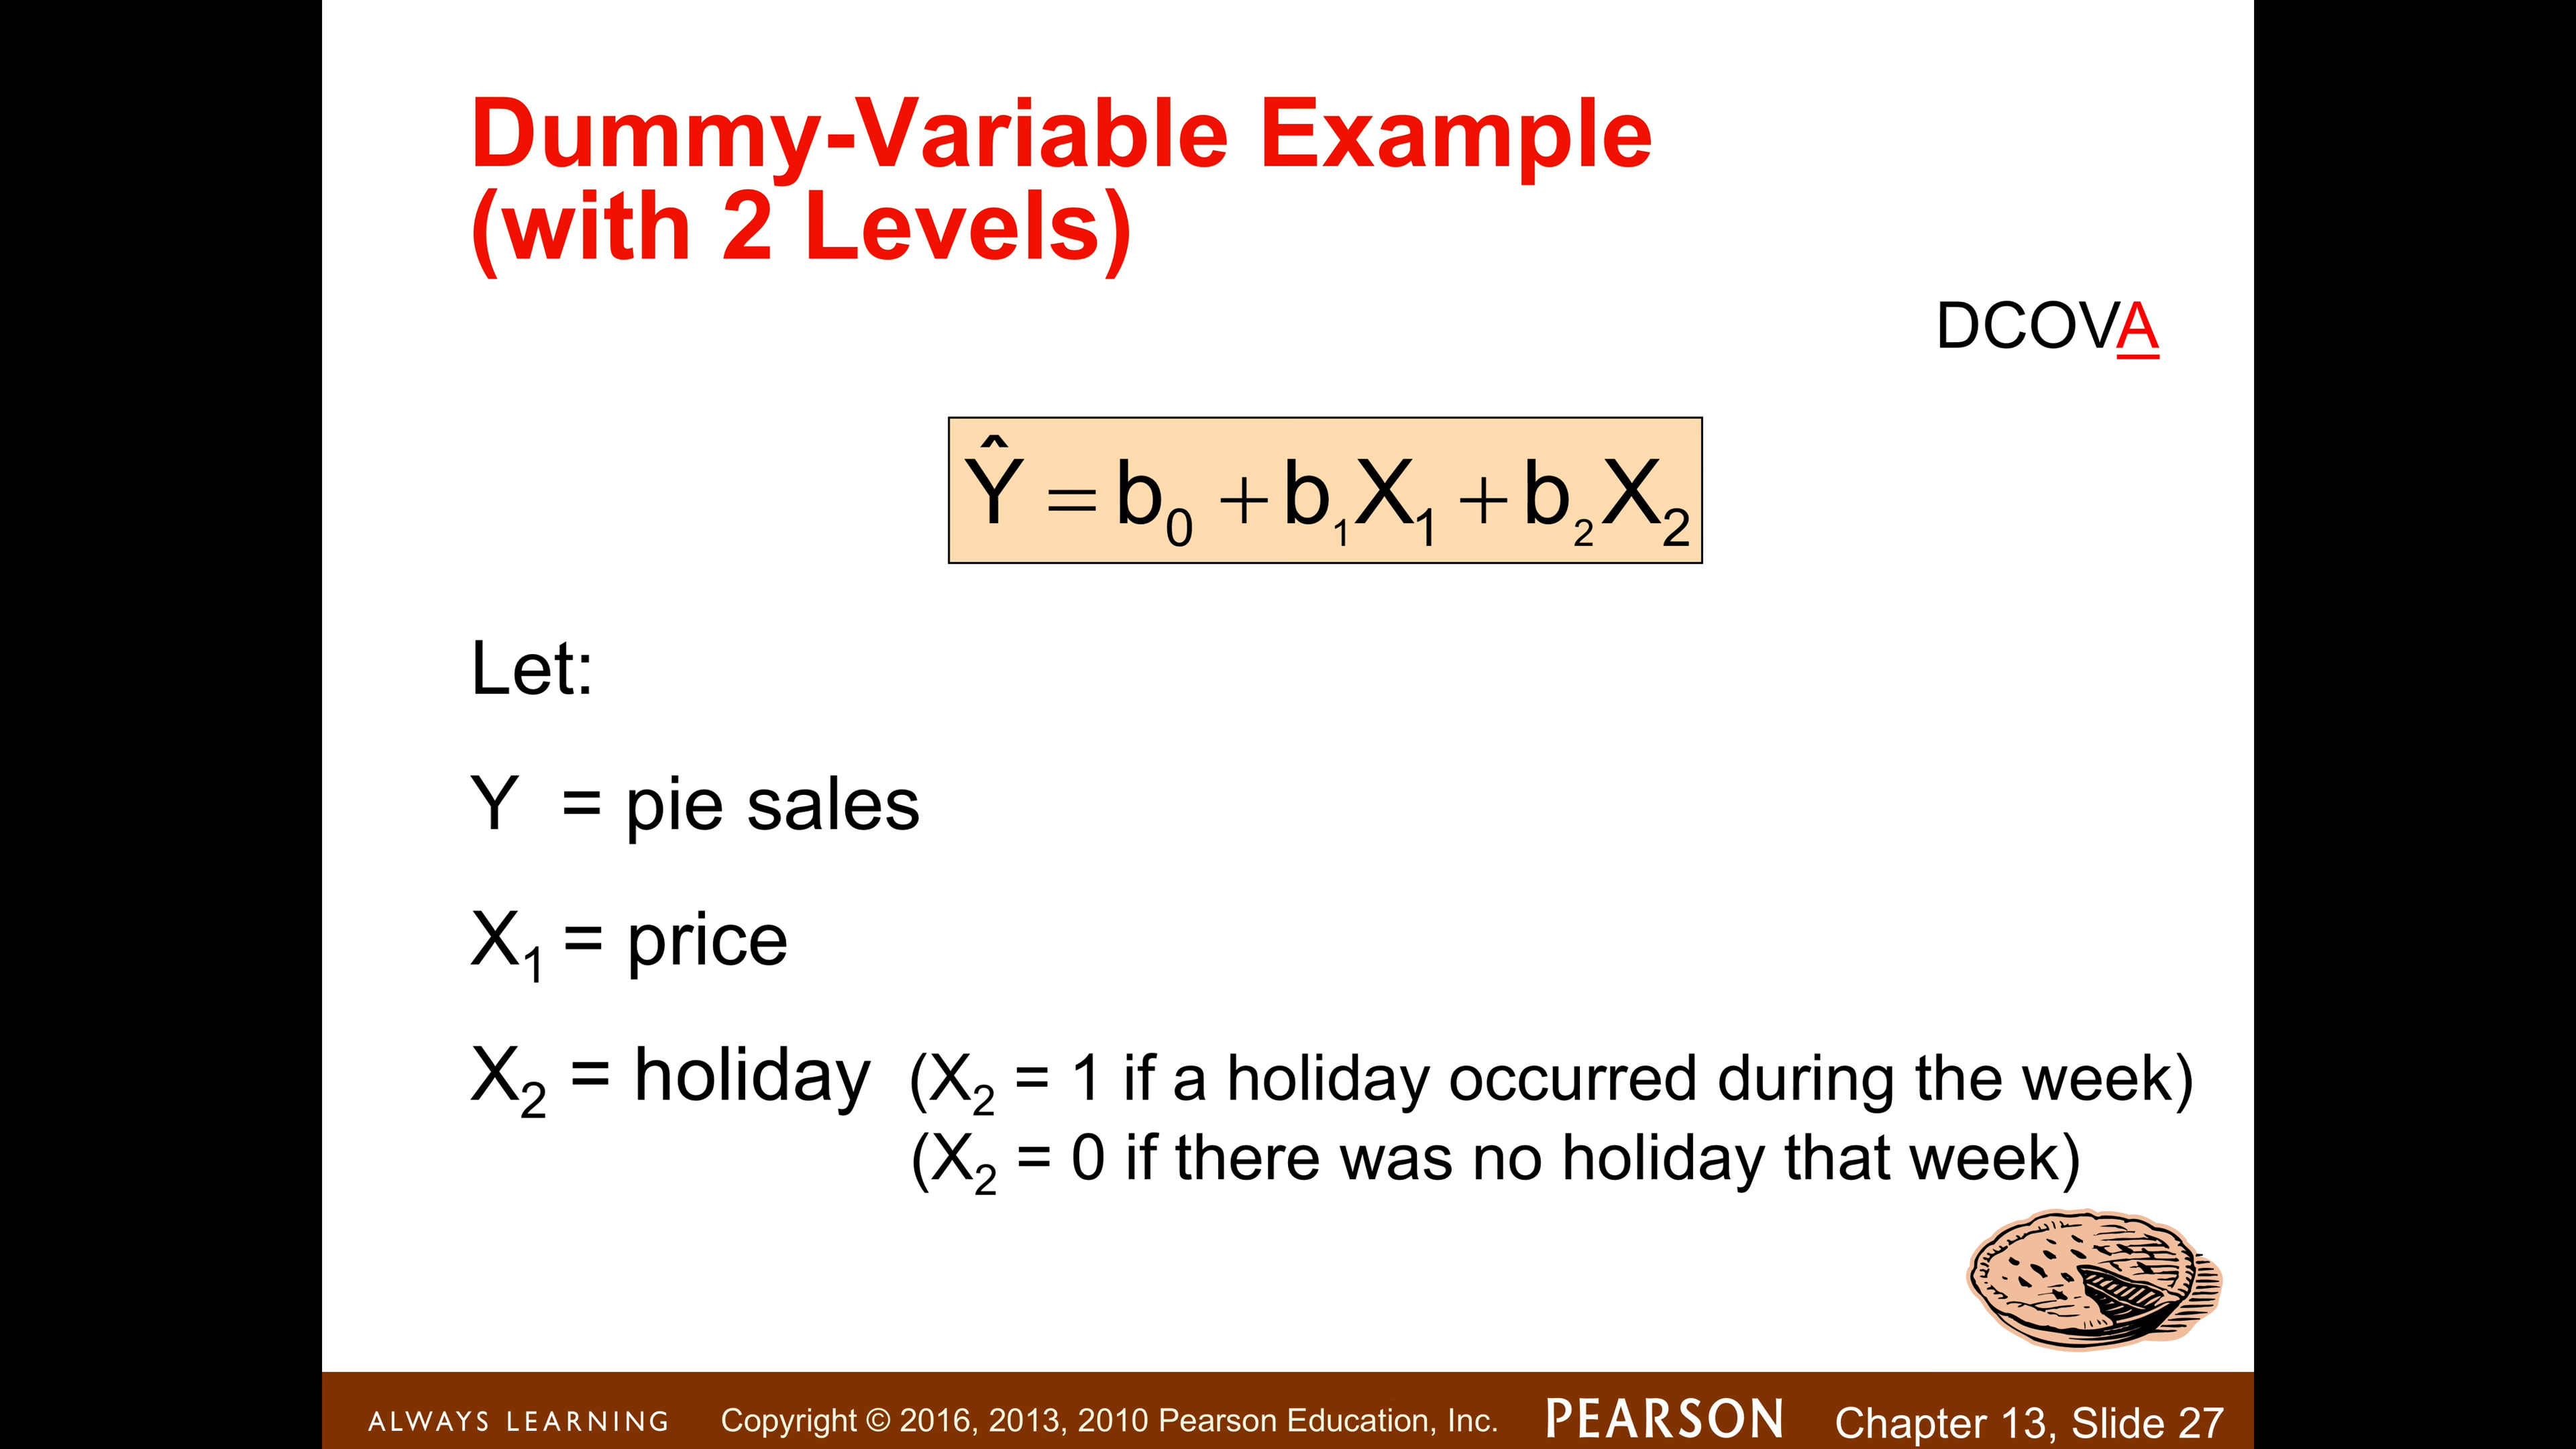 Dummy-Variable Example
(with 2 Levels)
DCOVA
Ŷ = b₀ + b₁X₁ + b₂X₂
Let:
Y = pie sales
X₁ = price
X₂ = holiday (X₂ = 1 if a holiday occurred during the week)
(X₂ = 0 if there was no holiday that week)
ALWAYS LEARNING Copyright © 2016, 2013, 2010 Pearson Education, Inc. PEARSON Chapter 13, Slide 27